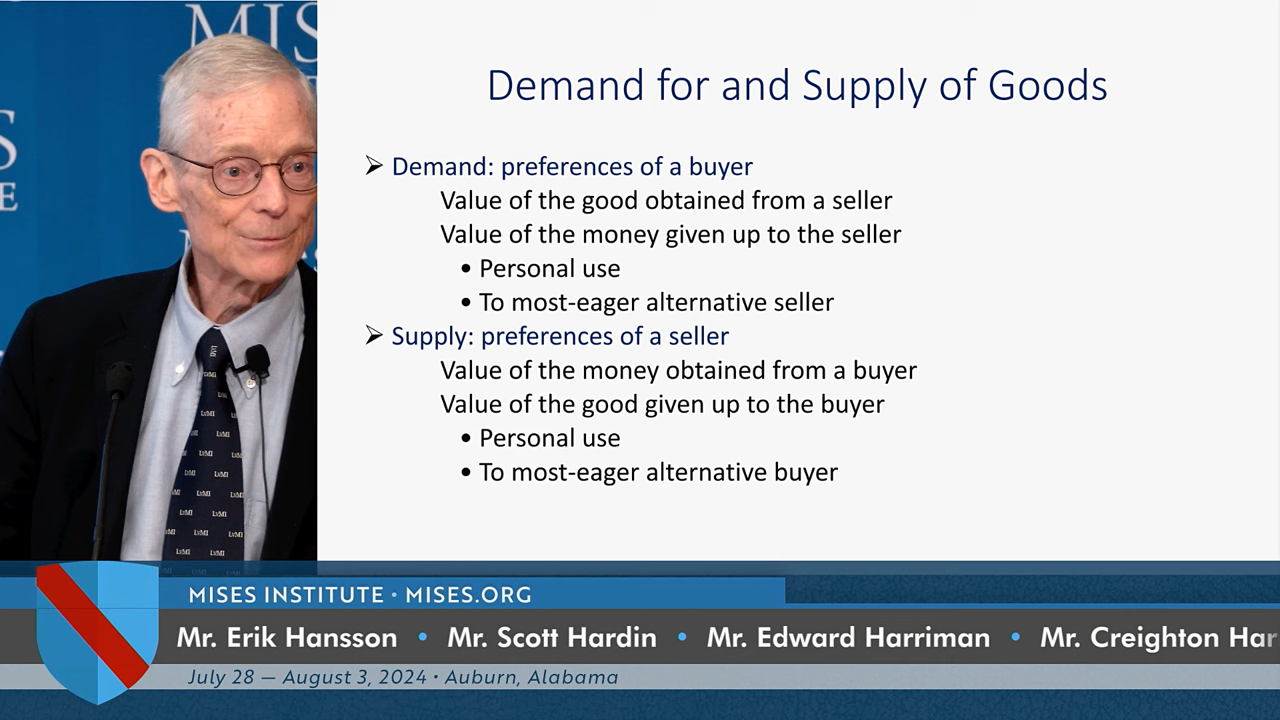 MIS
S
E
Demand for and Supply of Goods
➢ Demand: preferences of a buyer
Value of the good obtained from a seller
Value of the money given up to the seller
• Personal use
• To most-eager alternative seller
➢ Supply: preferences of a seller
Value of the money obtained from a buyer
Value of the good given up to the buyer
• Personal use
• To most-eager alternative buyer
MISES INSTITUTE • MISES.ORG
Mr. Erik Hansson • Mr. Scott Hardin • Mr. Edward Harriman • Mr. Creighton Har
July 28 — August 3, 2024 • Auburn, Alabama